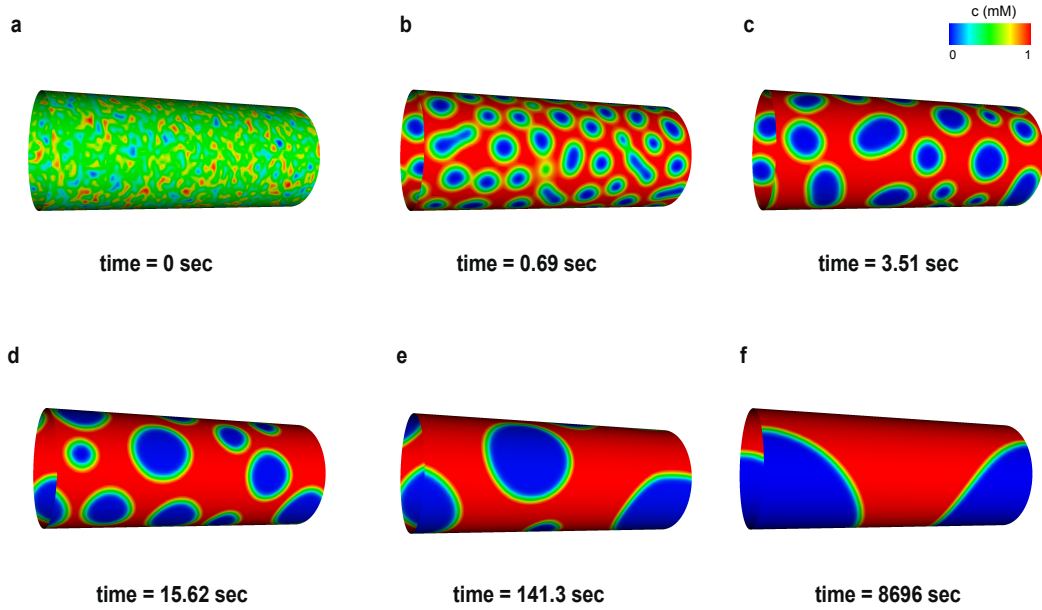 a
b
c
c (mM)
0 1
time = 0 sec
time = 0.69 sec
time = 3.51 sec
d
e
f
time = 15.62 sec
time = 141.3 sec
time = 8696 sec